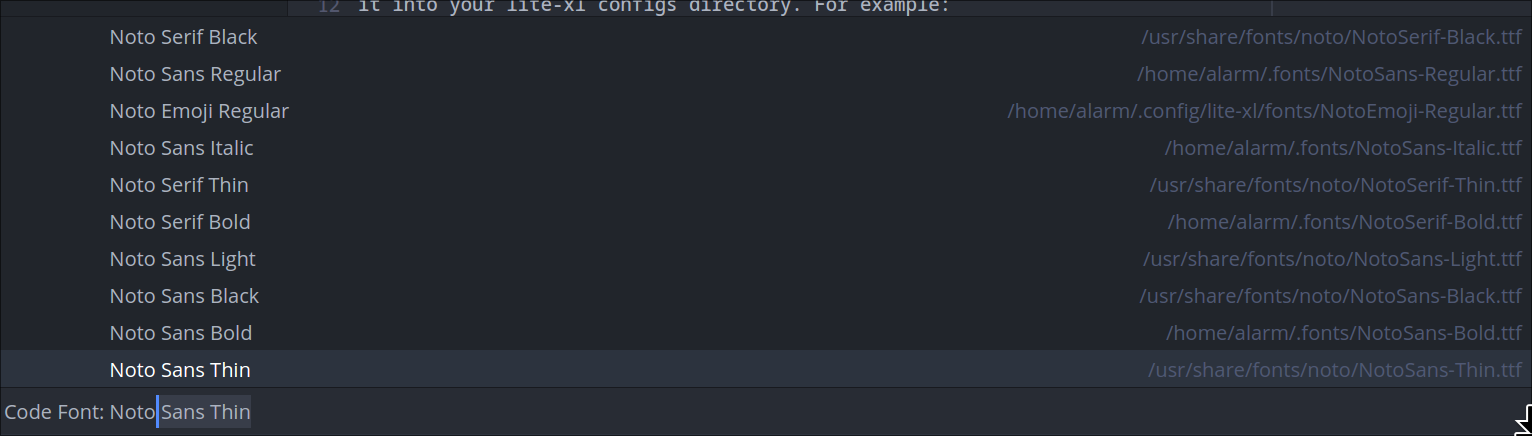 12 it into your lite-xl configs directory. For example:
Noto Serif Black /usr/share/fonts/noto/NotoSerif-Black.ttf
Noto Sans Regular /home/alarm/.fonts/NotoSans-Regular.ttf
Noto Emoji Regular /home/alarm/.config/lite-xl/fonts/NotoEmoji-Regular.ttf
Noto Sans Italic /home/alarm/.fonts/NotoSans-Italic.ttf
Noto Serif Thin /usr/share/fonts/noto/NotoSerif-Thin.ttf
Noto Serif Bold /home/alarm/.fonts/NotoSerif-Bold.ttf
Noto Sans Light /usr/share/fonts/noto/NotoSans-Light.ttf
Noto Sans Black /usr/share/fonts/noto/NotoSans-Black.ttf
Noto Sans Bold /home/alarm/.fonts/NotoSans-Bold.ttf
Noto Sans Thin /usr/share/fonts/noto/NotoSans-Thin.ttf
Code Font: Noto Sans Thin